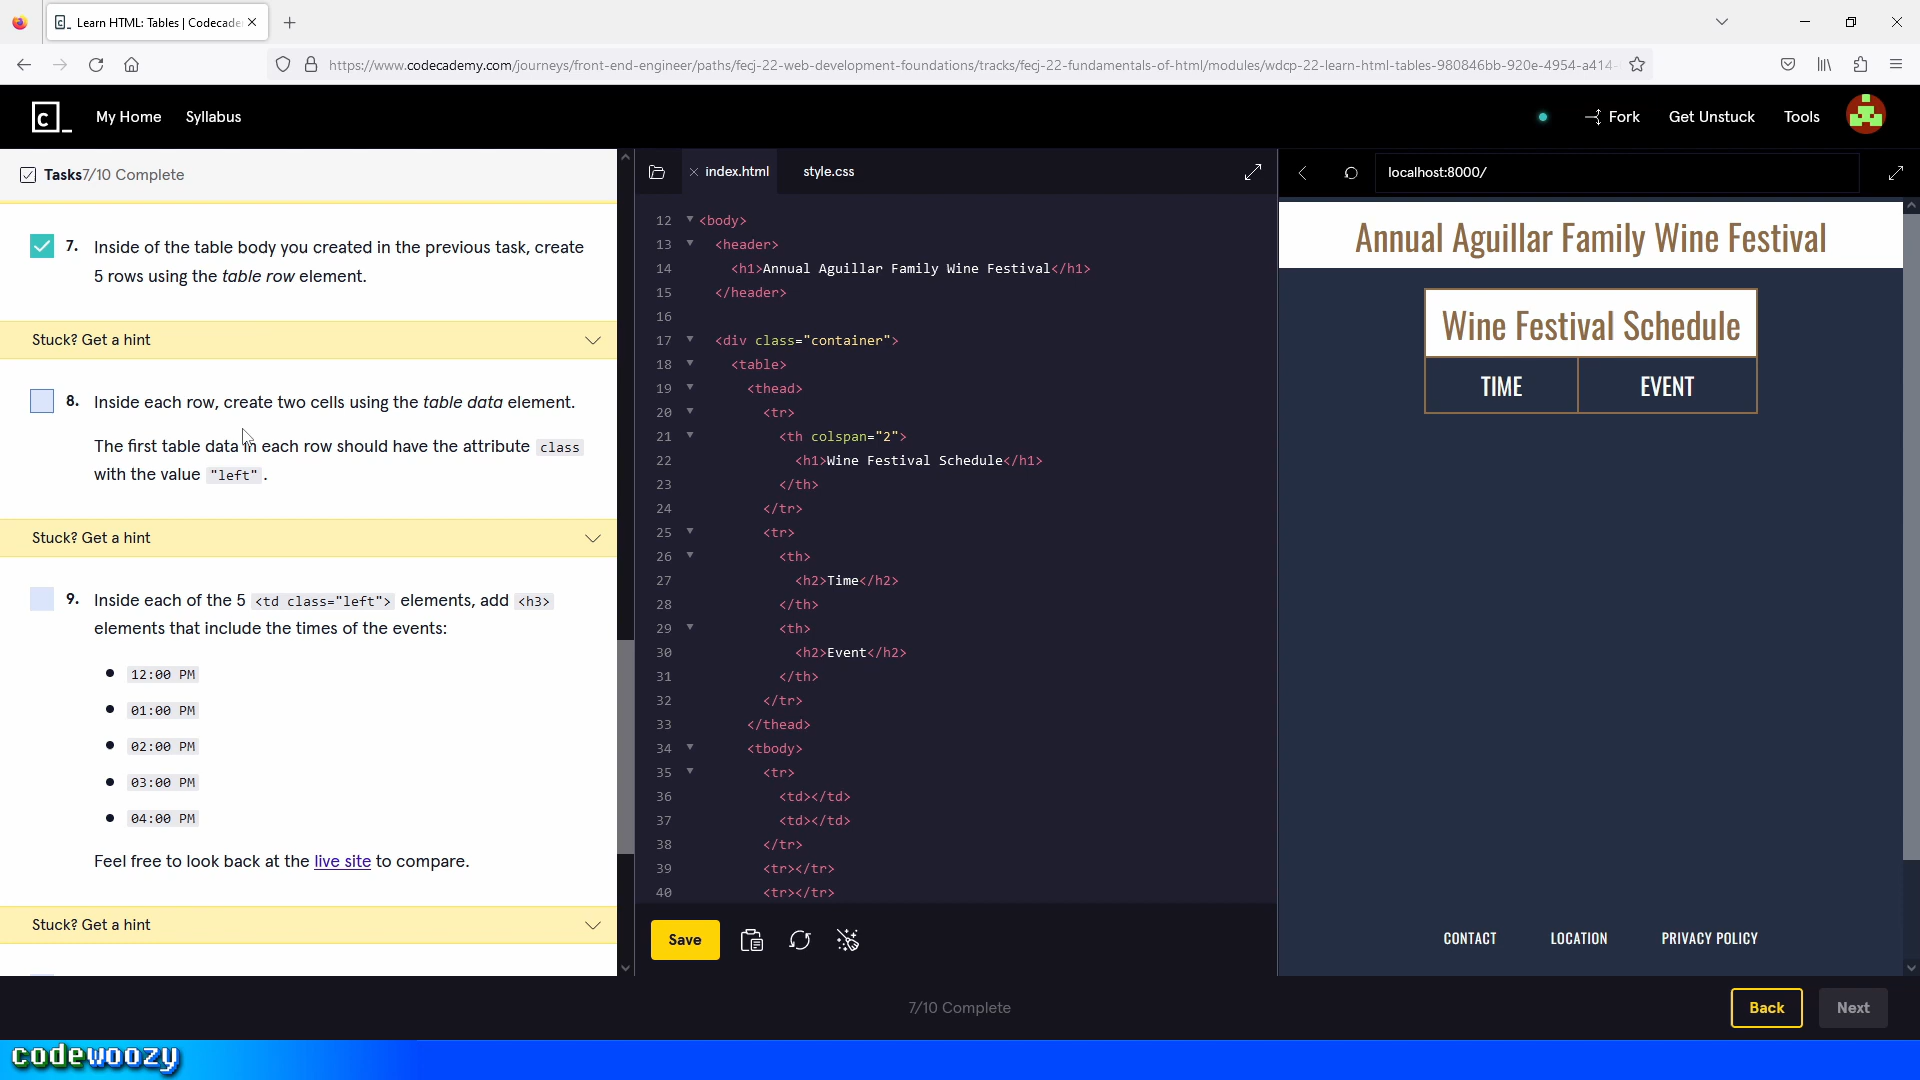 Learn HTML: Tables | Codecade
https://www.codecademy.com/journeys/front-end-engineer/paths/fecj-22-web-development-foundations/tracks/fecj-22-fundamentals-of-html/modules/wdcp-22-learn-html-tables-980846bb-920e-4954-a414-
c_ My Home Syllabus Fork Get Unstuck Tools
Tasks 7/10 Complete
7. Inside of the table body you created in the previous task, create
5 rows using the table row element.
Stuck? Get a hint
8. Inside each row, create two cells using the table data element.
The first table data in each row should have the attribute class
with the value "left".
Stuck? Get a hint
9. Inside each of the 5 <td class="left"> elements, add <h3>
elements that include the times of the events:
12:00 PM
01:00 PM
02:00 PM
03:00 PM
04:00 PM
Feel free to look back at the live site to compare.
Stuck? Get a hint
index.html style.css
12 <body>
13 <header>
14 <h1>Annual Aguillar Family Wine Festival</h1>
15 </header>
16
17 <div class="container">
18 <table>
19 <thead>
20 <tr>
21 <th colspan="2">
22 <h1>Wine Festival Schedule</h1>
23 </th>
24 </tr>
25 <tr>
26 <th>
27 <h2>Time</h2>
28 </th>
29 <th>
30 <h2>Event</h2>
31 </th>
32 </tr>
33 </thead>
34 <tbody>
35 <tr>
36 <td></td>
37 <td></td>
38 </tr>
39 <tr></tr>
40 <tr></tr>
Save
localhost:8000/
Annual Aguillar Family Wine Festival
Wine Festival Schedule
TIME EVENT
CONTACT LOCATION PRIVACY POLICY
7/10 Complete
Back Next
codewoozy